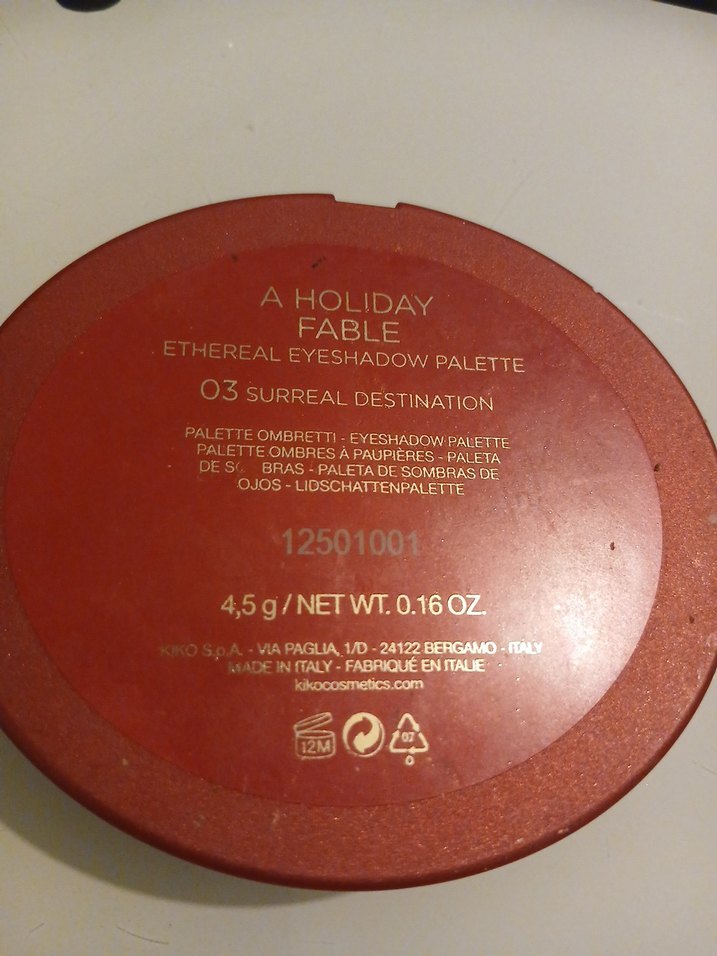 A HOLIDAY
FABLE
ETHEREAL EYESHADOW PALETTE
03 SURREAL DESTINATION
PALETTE OMBRETTI - EYESHADOW PALETTE
PALETTE OMBRES À PAUPIÈRES - PALETA
DE SO BRAS - PALETA DE SOMBRAS DE
OJOS - LIDSCHATTENPALETTE
12501001
4,5 g / NET WT. 0.16 OZ.
KIKO S.p.A. - VIA PAGLIA, 1/D - 24122 BERGAMO - ITALY
MADE IN ITALY - FABRIQUÉ EN ITALIE
kikocosmetics.com
12M 07
O